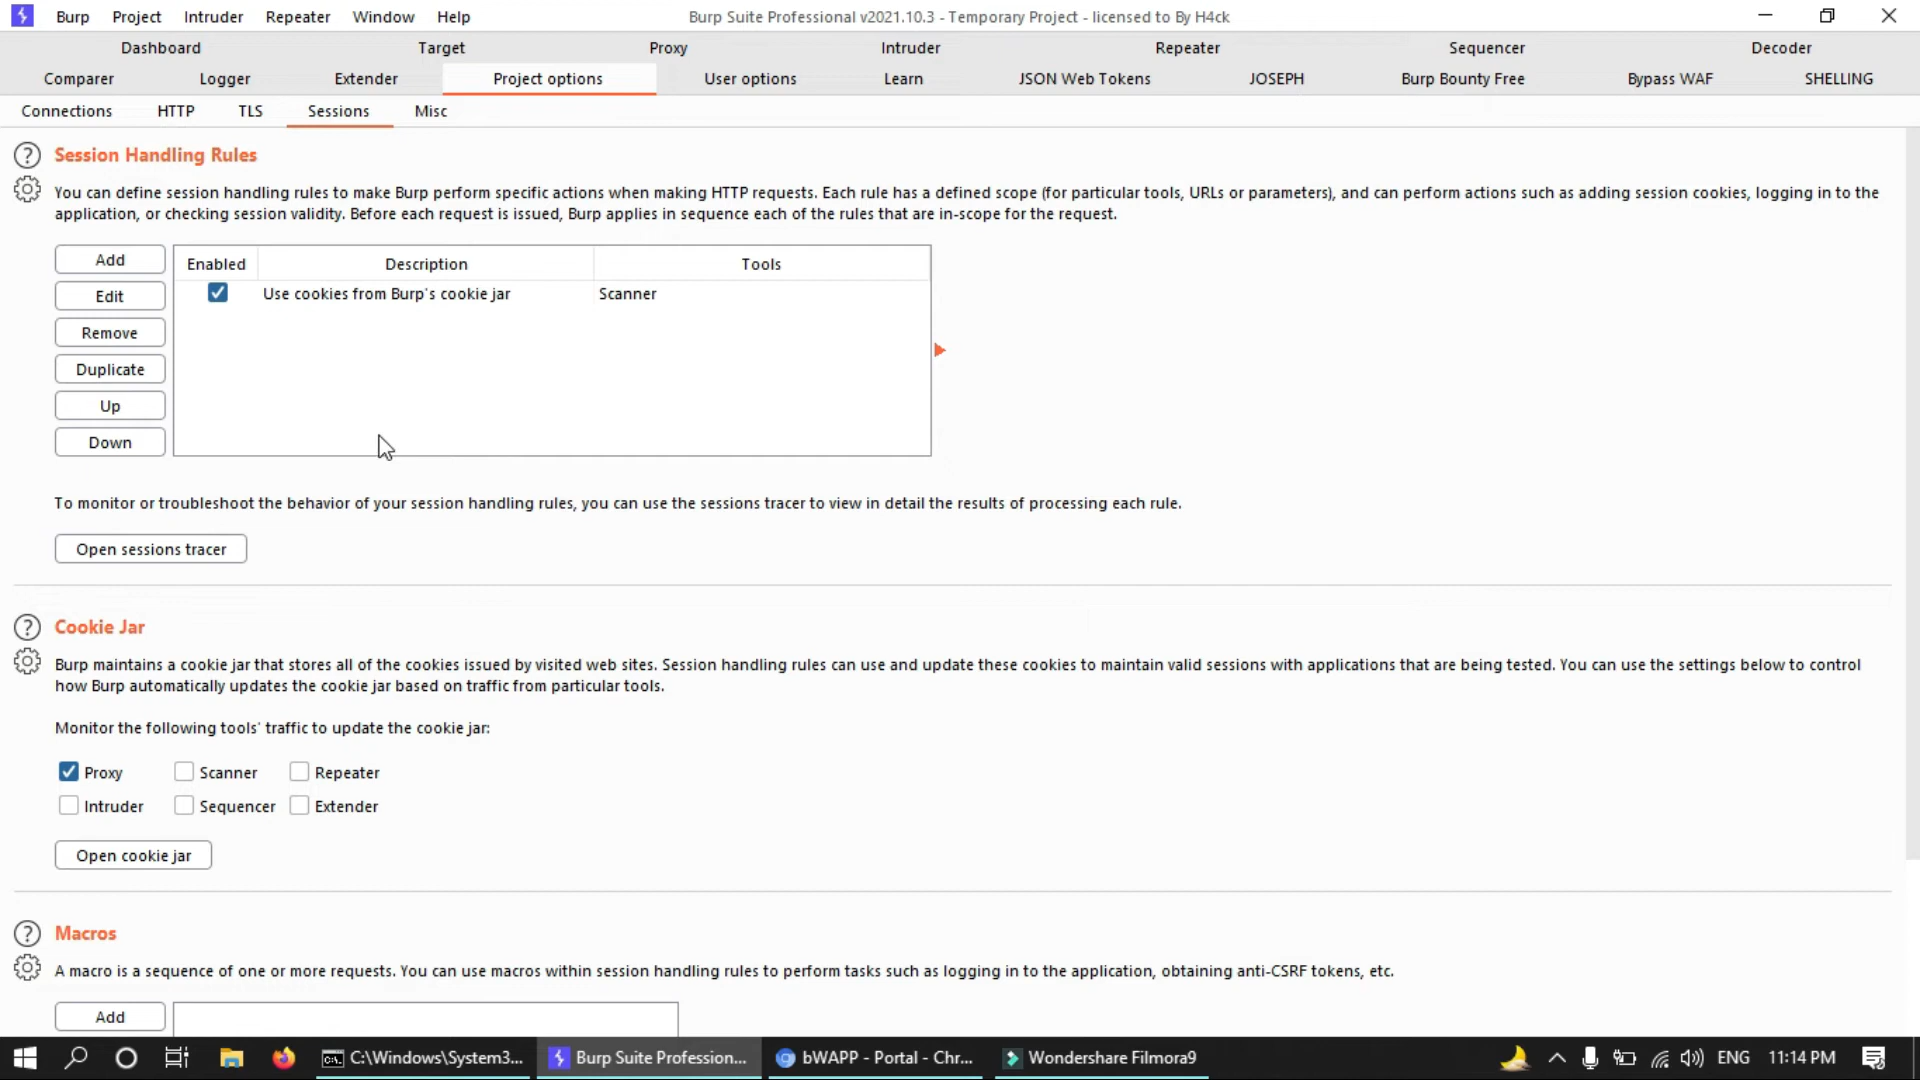 Burp Project Intruder Repeater Window Help
Burp Suite Professional v2021.10.3 - Temporary Project - licensed to By H4ck
Dashboard Target Proxy Intruder Repeater Sequencer Decoder
Comparer Logger Extender Project options User options Learn JSON Web Tokens JOSEPH Burp Bounty Free Bypass WAF SHELLING
Connections HTTP TLS Sessions Misc
? Session Handling Rules
You can define session handling rules to make Burp perform specific actions when making HTTP requests. Each rule has a defined scope (for particular tools, URLs or parameters), and can perform actions such as adding session cookies, logging in to the
application, or checking session validity. Before each request is issued, Burp applies in sequence each of the rules that are in-scope for the request.
Add
Edit
Remove
Duplicate
Up
Down
Enabled Description Tools
Use cookies from Burp's cookie jar Scanner
To monitor or troubleshoot the behavior of your session handling rules, you can use the sessions tracer to view in detail the results of processing each rule.
Open sessions tracer
? Cookie Jar
Burp maintains a cookie jar that stores all of the cookies issued by visited web sites. Session handling rules can use and update these cookies to maintain valid sessions with applications that are being tested. You can use the settings below to control
how Burp automatically updates the cookie jar based on traffic from particular tools.
Monitor the following tools' traffic to update the cookie jar:
Proxy Scanner Repeater
Intruder Sequencer Extender
Open cookie jar
? Macros
A macro is a sequence of one or more requests. You can use macros within session handling rules to perform tasks such as logging in to the application, obtaining anti-CSRF tokens, etc.
Add
C:\Windows\System3... Burp Suite Profession... bWAPP - Portal - Chr... Wondershare Filmora9 ENG 11:14 PM